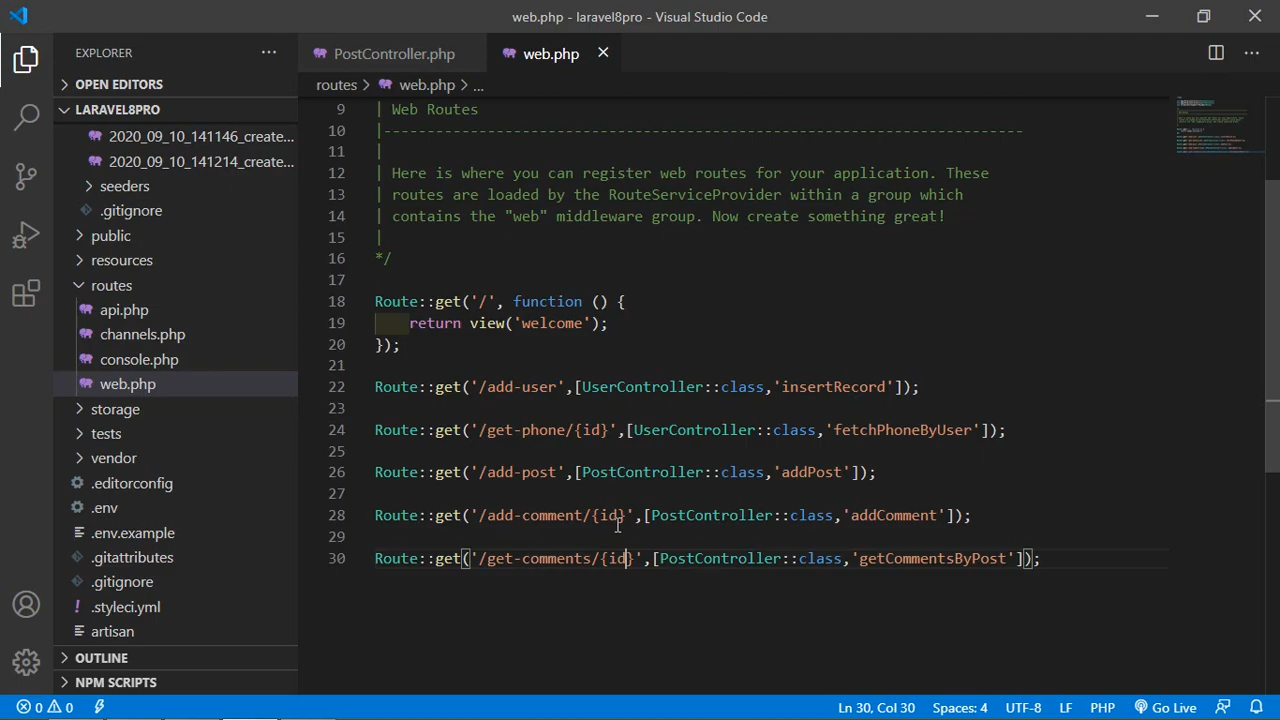 web.php - laravel8pro - Visual Studio Code
EXPLORER
OPEN EDITORS
LARAVEL8PRO
2020_09_10_141146_create...
2020_09_10_141214_create...
seeders
.gitignore
public
resources
routes
api.php
channels.php
console.php
web.php
storage
tests
vendor
.editorconfig
.env
.env.example
.gitattributes
.gitignore
.styleci.yml
artisan
OUTLINE
NPM SCRIPTS
PostController.php
web.php
routes > web.php > ...
9 | Web Routes
10 |--------------------------------------------------------------------------
11 |
12 | Here is where you can register web routes for your application. These
13 | routes are loaded by the RouteServiceProvider within a group which
14 | contains the "web" middleware group. Now create something great!
15 |
16 */
17
18 Route::get('/', function () {
19 return view('welcome');
20 });
21
22 Route::get('/add-user',[UserController::class,'insertRecord']);
23
24 Route::get('/get-phone/{id}',[UserController::class,'fetchPhoneByUser']);
25
26 Route::get('/add-post',[PostController::class,'addPost']);
27
28 Route::get('/add-comment/{id}',[PostController::class,'addComment']);
29
30 Route::get('/get-comments/{id}',[PostController::class,'getCommentsByPost']);
0 0 Ln 30, Col 30 Spaces: 4 UTF-8 LF PHP Go Live